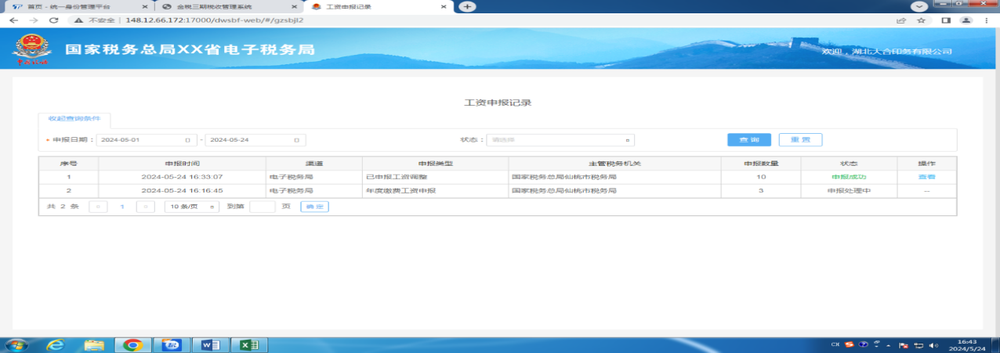 首页 - 统一身份管理平台 × 金税三期税收管理系统 × 工资申报记录 × +
不安全 | 148.12.66.172:17000/dwsbf-web/#/gzsbjl2
国家税务总局XX省电子税务局
欢迎，湖北大合印务有限公司
工资申报记录
收起查询条件
* 申报日期： 2024-05-01 - 2024-05-24 状态： 请选择 查询 重置
序号 申报时间 渠道 申报类型 主管税务机关 申报数量 状态 操作
1 2024-05-24 16:33:07 电子税务局 已申报工资调整 国家税务总局仙桃市税务局 10 申报成功 查看
2 2024-05-24 16:16:45 电子税务局 年度缴费工资申报 国家税务总局仙桃市税务局 3 申报处理中 --
共 2 条 1 10 条/页 到第 页 确定
CH 16:43
2024/5/24